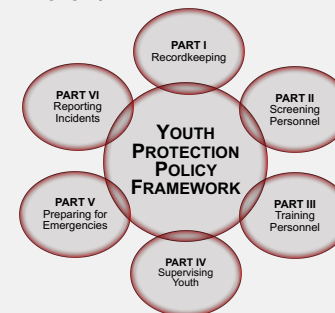 PART I
Recordkeeping
PART II
Screening
Personnel
PART III
Training
Personnel
PART IV
Supervising
Youth
PART V
Preparing for
Emergencies
PART VI
Reporting
Incidents
YOUTH
PROTECTION
POLICY
FRAMEWORK